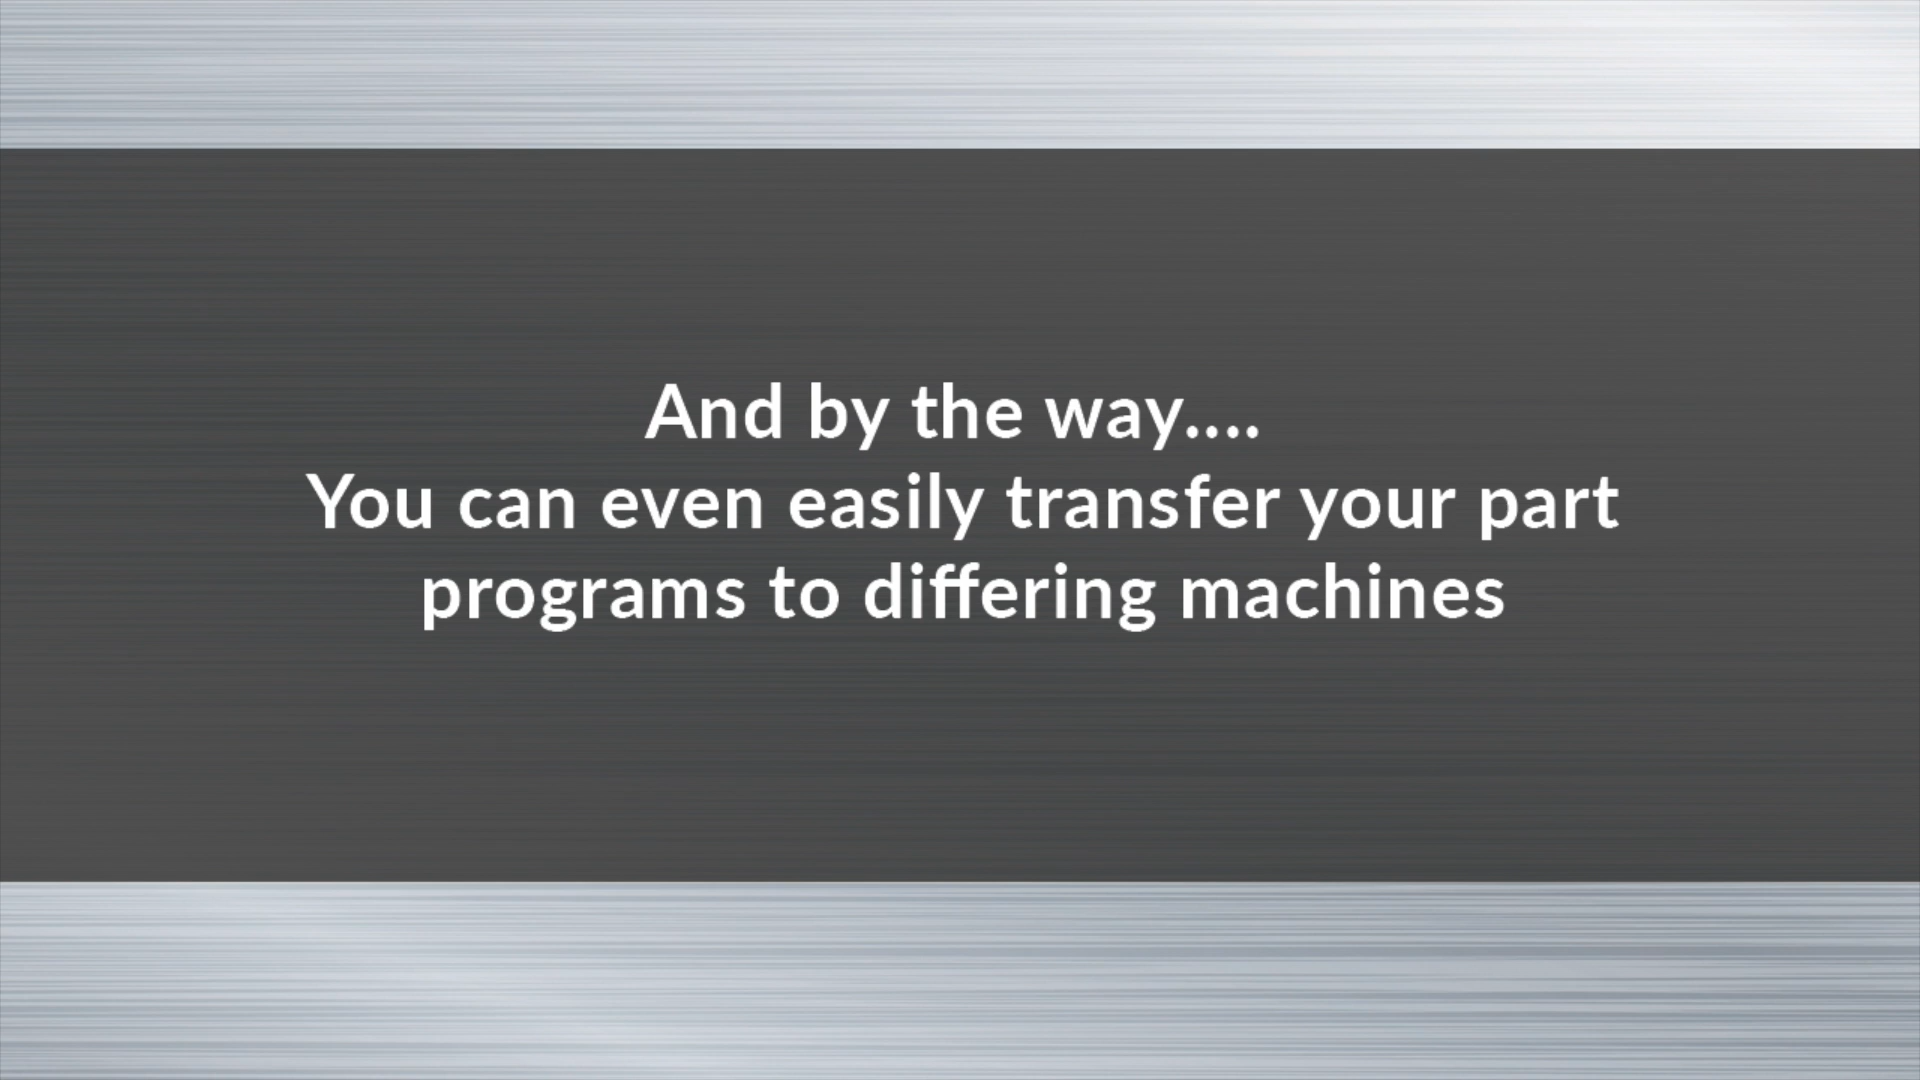 And by the way....
You can even easily transfer your part
programs to differing machines